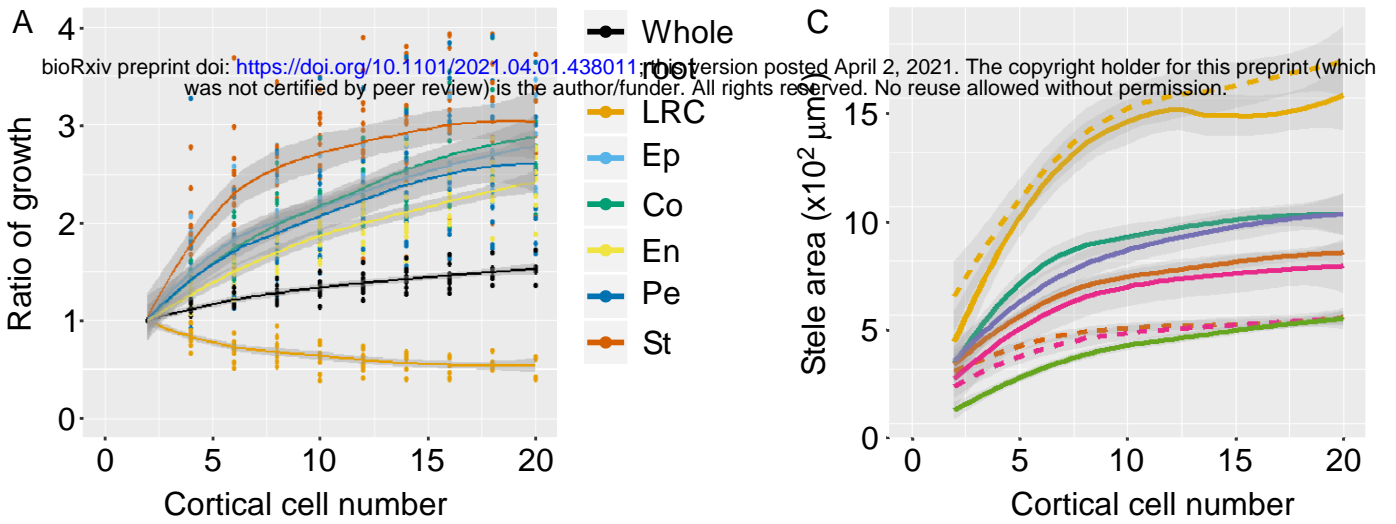 A
C
bioRxiv preprint doi: https://doi.org/10.1101/2021.04.01.438011; this version posted April 2, 2021. The copyright holder for this preprint (which
was not certified by peer review) is the author/funder. All rights reserved. No reuse allowed without permission.
Ratio of growth
4
3
2
1
0
0 5 10 15 20
Cortical cell number
Whole
root
LRC
Ep
Co
En
Pe
St
Stele area (x10² μm²)
15
10
5
0
0 5 10 15 20
Cortical cell number